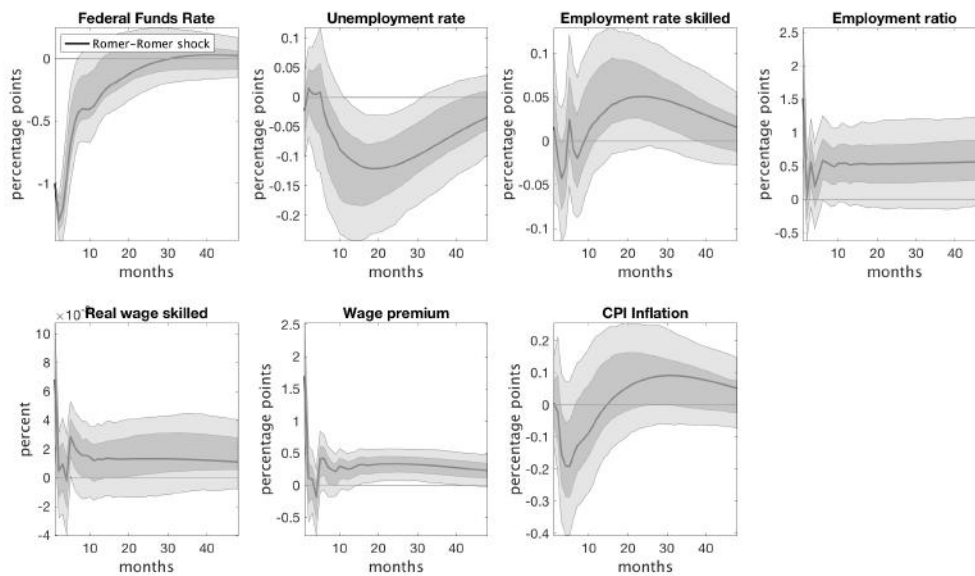 Federal Funds Rate
Romer-Romer shock
percentage points
0
-0.5
-1
10 20 30 40
months
Unemployment rate
percentage points
0.1
0.05
0
-0.05
-0.1
-0.15
-0.2
10 20 30 40
months
Employment rate skilled
percentage points
0.1
0.05
0
-0.05
-0.1
10 20 30 40
months
Employment ratio
percentage points
2.5
2
1.5
1
0.5
0
-0.5
10 20 30 40
months
Real wage skilled
percent
10
8
6
4
2
0
-2
-4
10 20 30 40
months
Wage premium
percentage points
2.5
2
1.5
1
0.5
0
-0.5
10 20 30 40
months
CPI Inflation
percentage points
0.2
0.1
0
-0.1
-0.2
-0.3
-0.4
10 20 30 40
months